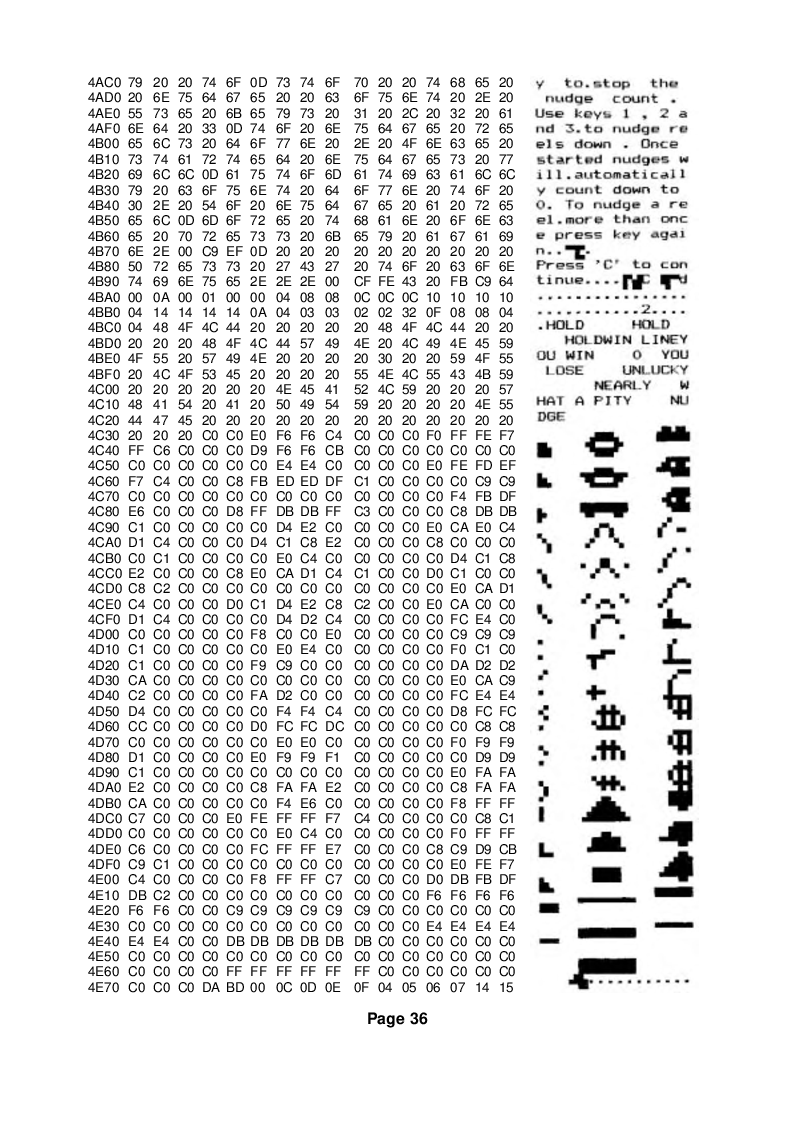 4AC0 79 20 20 74 6F 0D 73 74 6F 70 20 20 74 68 65 20 y to.stop the
4AD0 20 6E 75 64 67 65 20 20 63 6F 75 6E 74 20 2E 20 nudge count .
4AE0 55 73 65 20 6B 65 79 73 20 31 20 2C 20 32 20 61 Use keys 1 , 2 a
4AF0 6E 64 20 33 0D 74 6F 20 6E 75 64 67 65 20 72 65 nd 3.to nudge re
4B00 65 6C 73 20 64 6F 77 6E 20 2E 20 4F 6E 63 65 20 els down . Once
4B10 73 74 61 72 74 65 64 20 6E 75 64 67 65 73 20 77 started nudges w
4B20 69 6C 6C 0D 61 75 74 6F 6D 61 74 69 63 61 6C 6C ill.automaticall
4B30 79 20 63 6F 75 6E 74 20 64 6F 77 6E 20 74 6F 20 y count down to
4B40 30 2E 20 54 6F 20 6E 75 64 67 65 20 61 20 72 65 0. To nudge a re
4B50 65 6C 0D 6D 6F 72 65 20 74 68 61 6E 20 6F 6E 63 el.more than onc
4B60 65 20 70 72 65 73 73 20 6B 65 79 20 61 67 61 69 e press key agai
4B70 6E 2E 00 C9 EF 0D 20 20 20 20 20 20 20 20 20 20 n..
4B80 50 72 65 73 73 20 27 43 27 20 74 6F 20 63 6F 6E Press 'C' to con
4B90 74 69 6E 75 65 2E 2E 2E 00 CF FE 43 20 FB C9 64 tinue.... C d
4BA0 00 0A 00 01 00 00 04 08 08 0C 0C 0C 10 10 10 10 ................
4BB0 04 14 14 14 14 0A 04 03 03 02 02 32 0F 08 08 04 ...........2....
4BC0 04 48 4F 4C 44 20 20 20 20 20 48 4F 4C 44 20 20 .HOLD HOLD
4BD0 20 20 20 48 4F 4C 44 57 49 4E 20 4C 49 4E 45 59 HOLDWIN LINEY
4BE0 4F 55 20 57 49 4E 20 20 20 20 30 20 20 59 4F 55 OU WIN 0 YOU
4BF0 20 4C 4F 53 45 20 20 20 20 55 4E 4C 55 43 4B 59 LOSE UNLUCKY
4C00 20 20 20 20 20 20 4E 45 41 52 4C 59 20 20 20 57 NEARLY W
4C10 48 41 54 20 41 20 50 49 54 59 20 20 20 20 4E 55 HAT A PITY NU
4C20 44 47 45 20 20 20 20 20 20 20 20 20 20 20 20 20 DGE
4C30 20 20 20 C0 C0 E0 F6 F6 C4 C0 C0 C0 F0 FF FE F7
4C40 FF C6 C0 C0 C0 D9 F6 F6 CB C0 C0 C0 C0 C0 C0 C0
4C50 C0 C0 C0 C0 C0 C0 E4 E4 C0 C0 C0 C0 E0 FE FD EF
4C60 F7 C4 C0 C0 C8 FB ED ED DF C1 C0 C0 C0 C0 C9 C9
4C70 C0 C0 C0 C0 C0 C0 C0 C0 C0 C0 C0 C0 C0 F4 FB DF
4C80 E6 C0 C0 C0 D8 FF DB DB FF C3 C0 C0 C0 C8 DB DB
4C90 C1 C0 C0 C0 C0 C0 D4 E2 C0 C0 C0 C0 E0 CA E0 C4
4CA0 D1 C4 C0 C0 C0 D4 C1 C8 E2 C0 C0 C0 C8 C0 C0 C0
4CB0 C0 C1 C0 C0 C0 C0 E0 C4 C0 C0 C0 C0 C0 D4 C1 C8
4CC0 E2 C0 C0 C0 C8 E0 CA D1 C4 C1 C0 C0 D0 C1 C0 C0
4CD0 C8 C2 C0 C0 C0 C0 C0 C0 C0 C0 C0 C0 C0 E0 CA D1
4CE0 C4 C0 C0 C0 D0 C1 D4 E2 C8 C2 C0 C0 E0 CA C0 C0
4CF0 D1 C4 C0 C0 C0 C0 D4 D2 C4 C0 C0 C0 C0 FC E4 C0
4D00 C0 C0 C0 C0 C0 F8 C0 C0 E0 C0 C0 C0 C0 C9 C9 C9
4D10 C1 C0 C0 C0 C0 C0 E0 E4 C0 C0 C0 C0 C0 F0 C1 C0
4D20 C1 C0 C0 C0 C0 F9 C9 C0 C0 C0 C0 C0 C0 DA D2 D2
4D30 CA C0 C0 C0 C0 C0 C0 C0 C0 C0 C0 C0 C0 E0 CA C9
4D40 C2 C0 C0 C0 C0 FA D2 C0 C0 C0 C0 C0 C0 FC E4 E4
4D50 D4 C0 C0 C0 C0 C0 F4 F4 C4 C0 C0 C0 C0 D8 FC FC
4D60 CC C0 C0 C0 C0 D0 FC FC DC C0 C0 C0 C0 C0 C8 C8
4D70 C0 C0 C0 C0 C0 C0 E0 E0 C0 C0 C0 C0 C0 F0 F9 F9
4D80 D1 C0 C0 C0 C0 E0 F9 F9 F1 C0 C0 C0 C0 C0 D9 D9
4D90 C1 C0 C0 C0 C0 C0 C0 C0 C0 C0 C0 C0 C0 E0 FA FA
4DA0 E2 C0 C0 C0 C0 C8 FA FA E2 C0 C0 C0 C0 C8 FA FA
4DB0 CA C0 C0 C0 C0 C0 F4 E6 C0 C0 C0 C0 C0 F8 FF FF
4DC0 C7 C0 C0 C0 E0 FE FF FF F7 C4 C0 C0 C0 C0 C8 C1
4DD0 C0 C0 C0 C0 C0 C0 E0 C4 C0 C0 C0 C0 C0 F0 FF FF
4DE0 C6 C0 C0 C0 C0 FC FF FF E7 C0 C0 C0 C8 C9 D9 CB
4DF0 C9 C1 C0 C0 C0 C0 C0 C0 C0 C0 C0 C0 C0 E0 FE F7
4E00 C4 C0 C0 C0 C0 F8 FF FF C7 C0 C0 C0 D0 DB FB DF
4E10 DB C2 C0 C0 C0 C0 C0 C0 C0 C0 C0 C0 F6 F6 F6 F6
4E20 F6 F6 C0 C0 C9 C9 C9 C9 C9 C9 C0 C0 C0 C0 C0 C0
4E30 C0 C0 C0 C0 C0 C0 C0 C0 C0 C0 C0 C0 E4 E4 E4 E4
4E40 E4 E4 C0 C0 DB DB DB DB DB DB C0 C0 C0 C0 C0 C0
4E50 C0 C0 C0 C0 C0 C0 C0 C0 C0 C0 C0 C0 C0 C0 C0 C0
4E60 C0 C0 C0 C0 FF FF FF FF FF FF C0 C0 C0 C0 C0 C0
4E70 C0 C0 C0 DA BD 00 0C 0D 0E 0F 04 05 06 07 14 15
Page 36